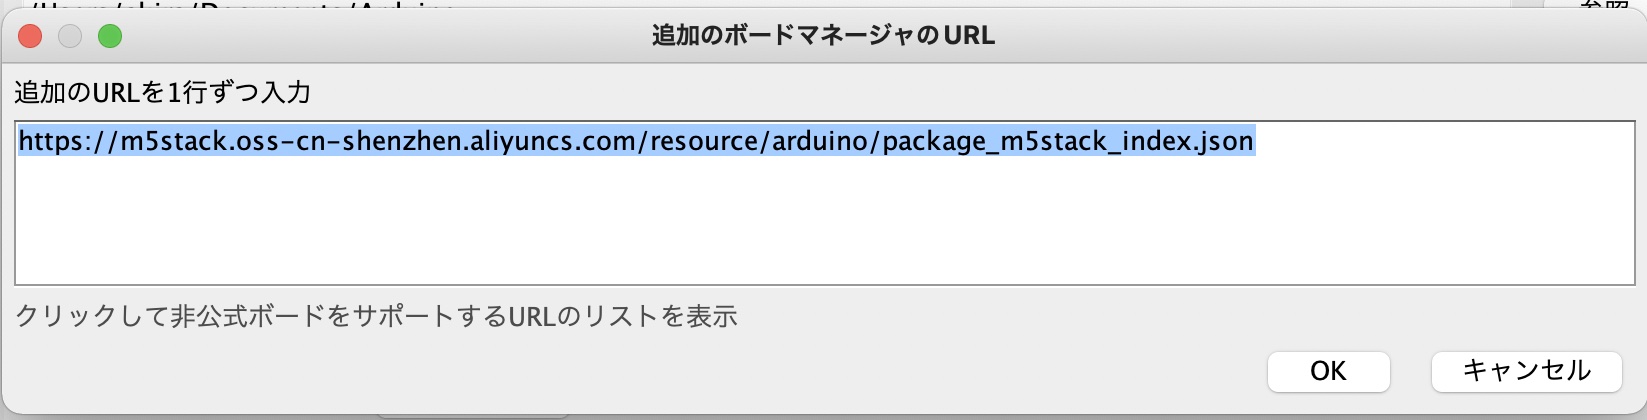 追加のボードマネージャのURL
追加のURLを1行ずつ入力
https://m5stack.oss-cn-shenzhen.aliyuncs.com/resource/arduino/package_m5stack_index.json
クリックして非公式ボードをサポートするURLのリストを表示
OK キャンセル